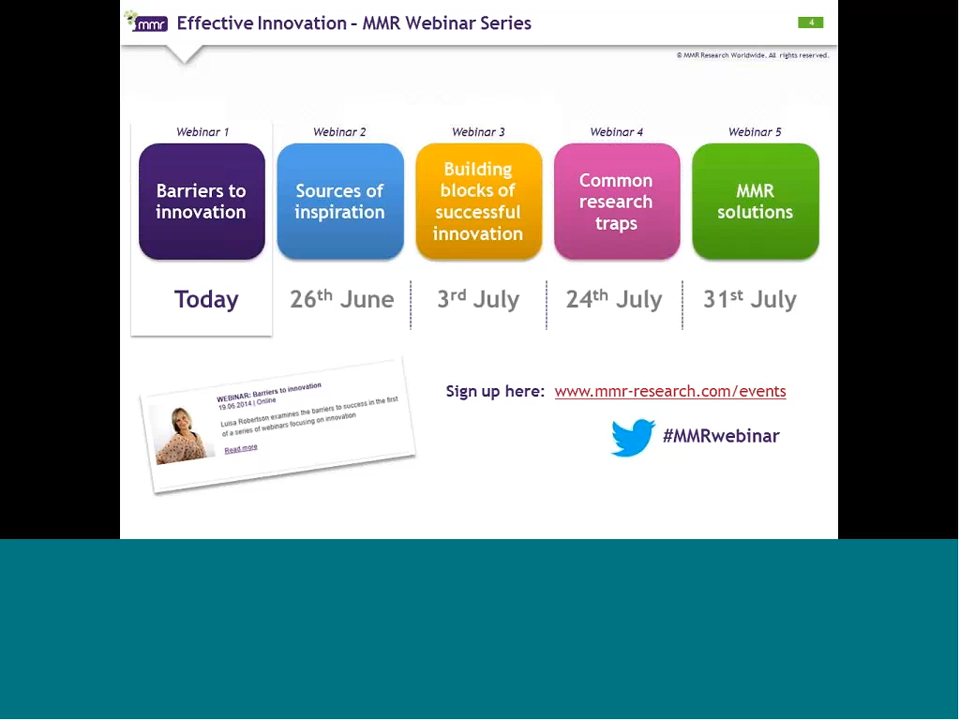 mmr
Effective Innovation – MMR Webinar Series
4
© MMR Research Worldwide. All rights reserved.
Webinar 1
Webinar 2
Webinar 3
Webinar 4
Webinar 5
Barriers to
innovation
Sources of
inspiration
Building
blocks of
successful
innovation
Common
research
traps
MMR
solutions
Today
26th June
3rd July
24th July
31st July
WEBINAR: Barriers to innovation
19.06.2014 | Online
Luisa Robertson examines the barriers to success in the first
of a series of webinars focusing on innovation
Read more
Sign up here: www.mmr-research.com/events
#MMRwebinar